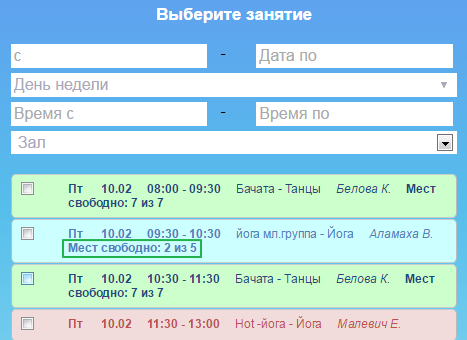 Выберите занятие
с - Дата по
День недели
Время с - Время по
Зал
Пт 10.02 08:00 - 09:30 Бачата - Танцы Белова К. Мест
свободно: 7 из 7
Пт 10.02 09:30 - 10:30 йога мл.группа - Йога Аламаха В.
Мест свободно: 2 из 5
Пт 10.02 10:30 - 11:30 Бачата - Танцы Белова К. Мест
свободно: 7 из 7
Пт 10.02 11:30 - 13:00 Hot -йога - Йога Малевич Е.